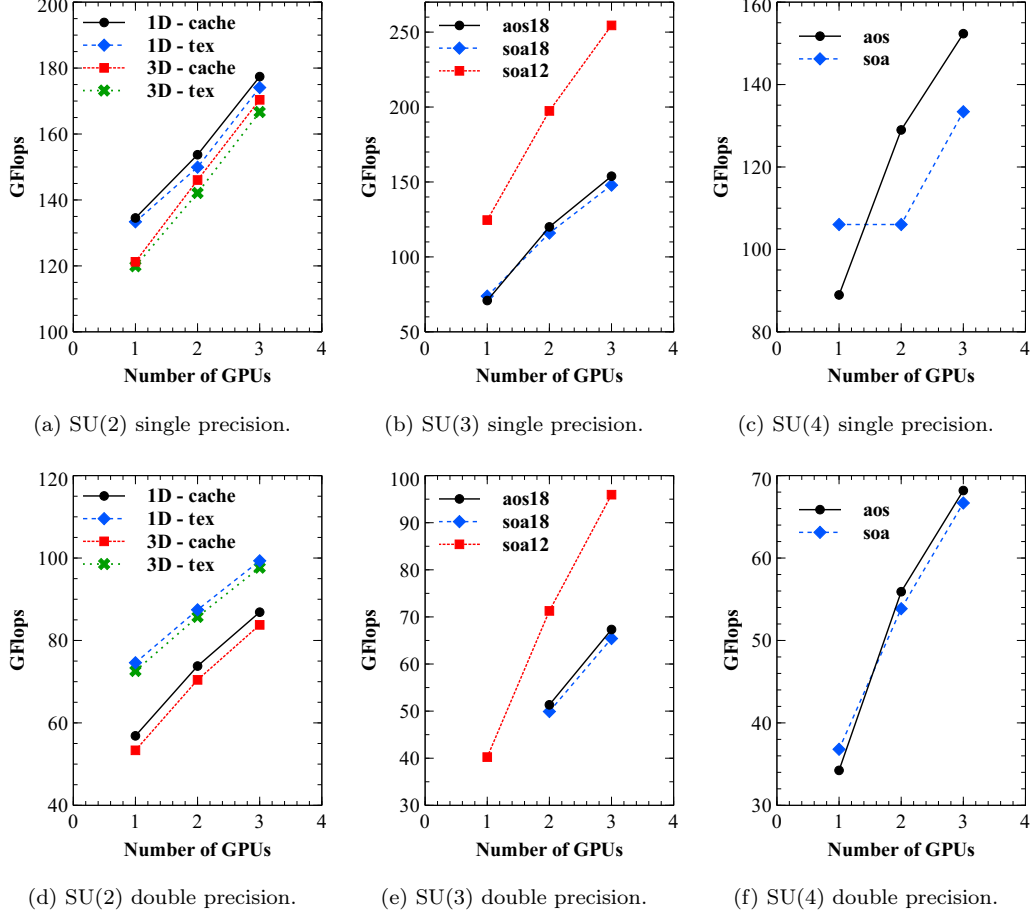 200
180
160
140
120
100
GFlops
1D - cache
1D - tex
3D - cache
3D - tex
0 1 2 3 4
Number of GPUs
(a) SU(2) single precision.
250
200
150
100
50
GFlops
aos18
soa18
soa12
0 1 2 3 4
Number of GPUs
(b) SU(3) single precision.
160
140
120
100
80
GFlops
aos
soa
0 1 2 3 4
Number of GPUs
(c) SU(4) single precision.
120
100
80
60
40
GFlops
1D - cache
1D - tex
3D - cache
3D - tex
0 1 2 3 4
Number of GPUs
(d) SU(2) double precision.
100
90
80
70
60
50
40
30
GFlops
aos18
soa18
soa12
0 1 2 3 4
Number of GPUs
(e) SU(3) double precision.
70
60
50
40
30
GFlops
aos
soa
0 1 2 3 4
Number of GPUs
(f) SU(4) double precision.